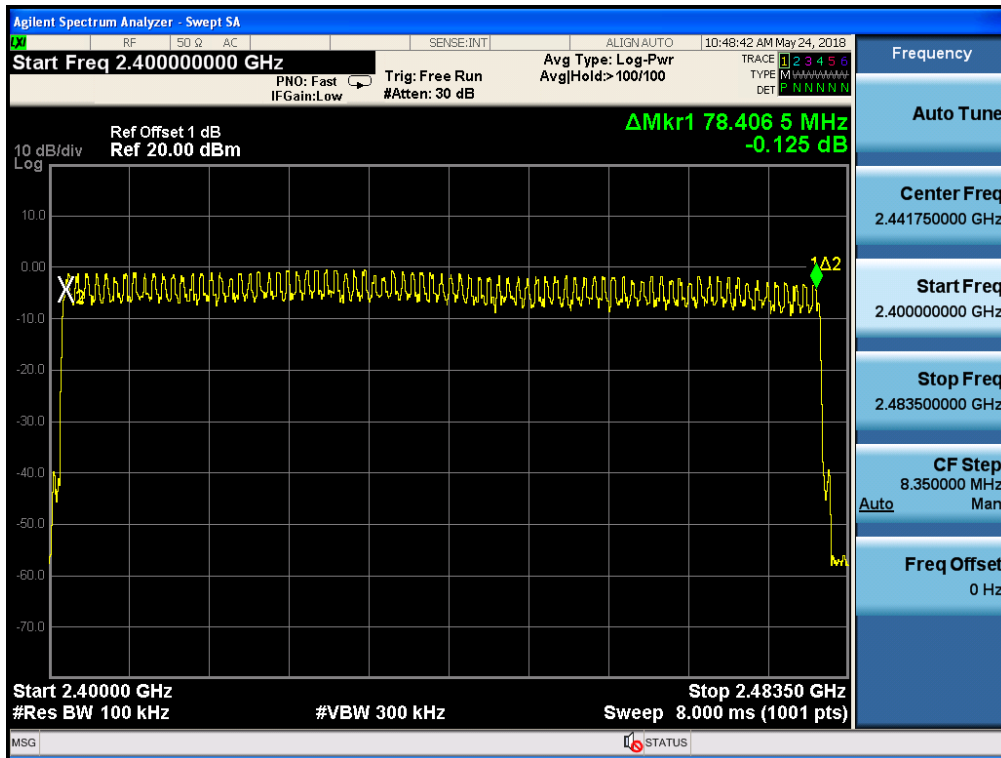 Agilent Spectrum Analyzer - Swept SA
LXI RF 50 Ω AC SENSE:INT ALIGN AUTO 10:48:42 AM May 24, 2018
Start Freq 2.400000000 GHz
PNO: Fast
IFGain:Low
Trig: Free Run
#Atten: 30 dB
Avg Type: Log-Pwr
Avg|Hold:> 100/100
TRACE 1 2 3 4 5 6
TYPE M
DET P N N N N N
Ref Offset 1 dB
10 dB/div Ref 20.00 dBm
Log
ΔMkr1 78.406 5 MHz
-0.125 dB
10.0
0.00
-10.0
-20.0
-30.0
-40.0
-50.0
-60.0
-70.0
2
1Δ2
Start 2.40000 GHz Stop 2.48350 GHz
#Res BW 100 kHz #VBW 300 kHz Sweep 8.000 ms (1001 pts)
MSG STATUS
Frequency
Auto Tune
Center Freq
2.441750000 GHz
Start Freq
2.400000000 GHz
Stop Freq
2.483500000 GHz
CF Step
8.350000 MHz
Auto Man
Freq Offset
0 Hz